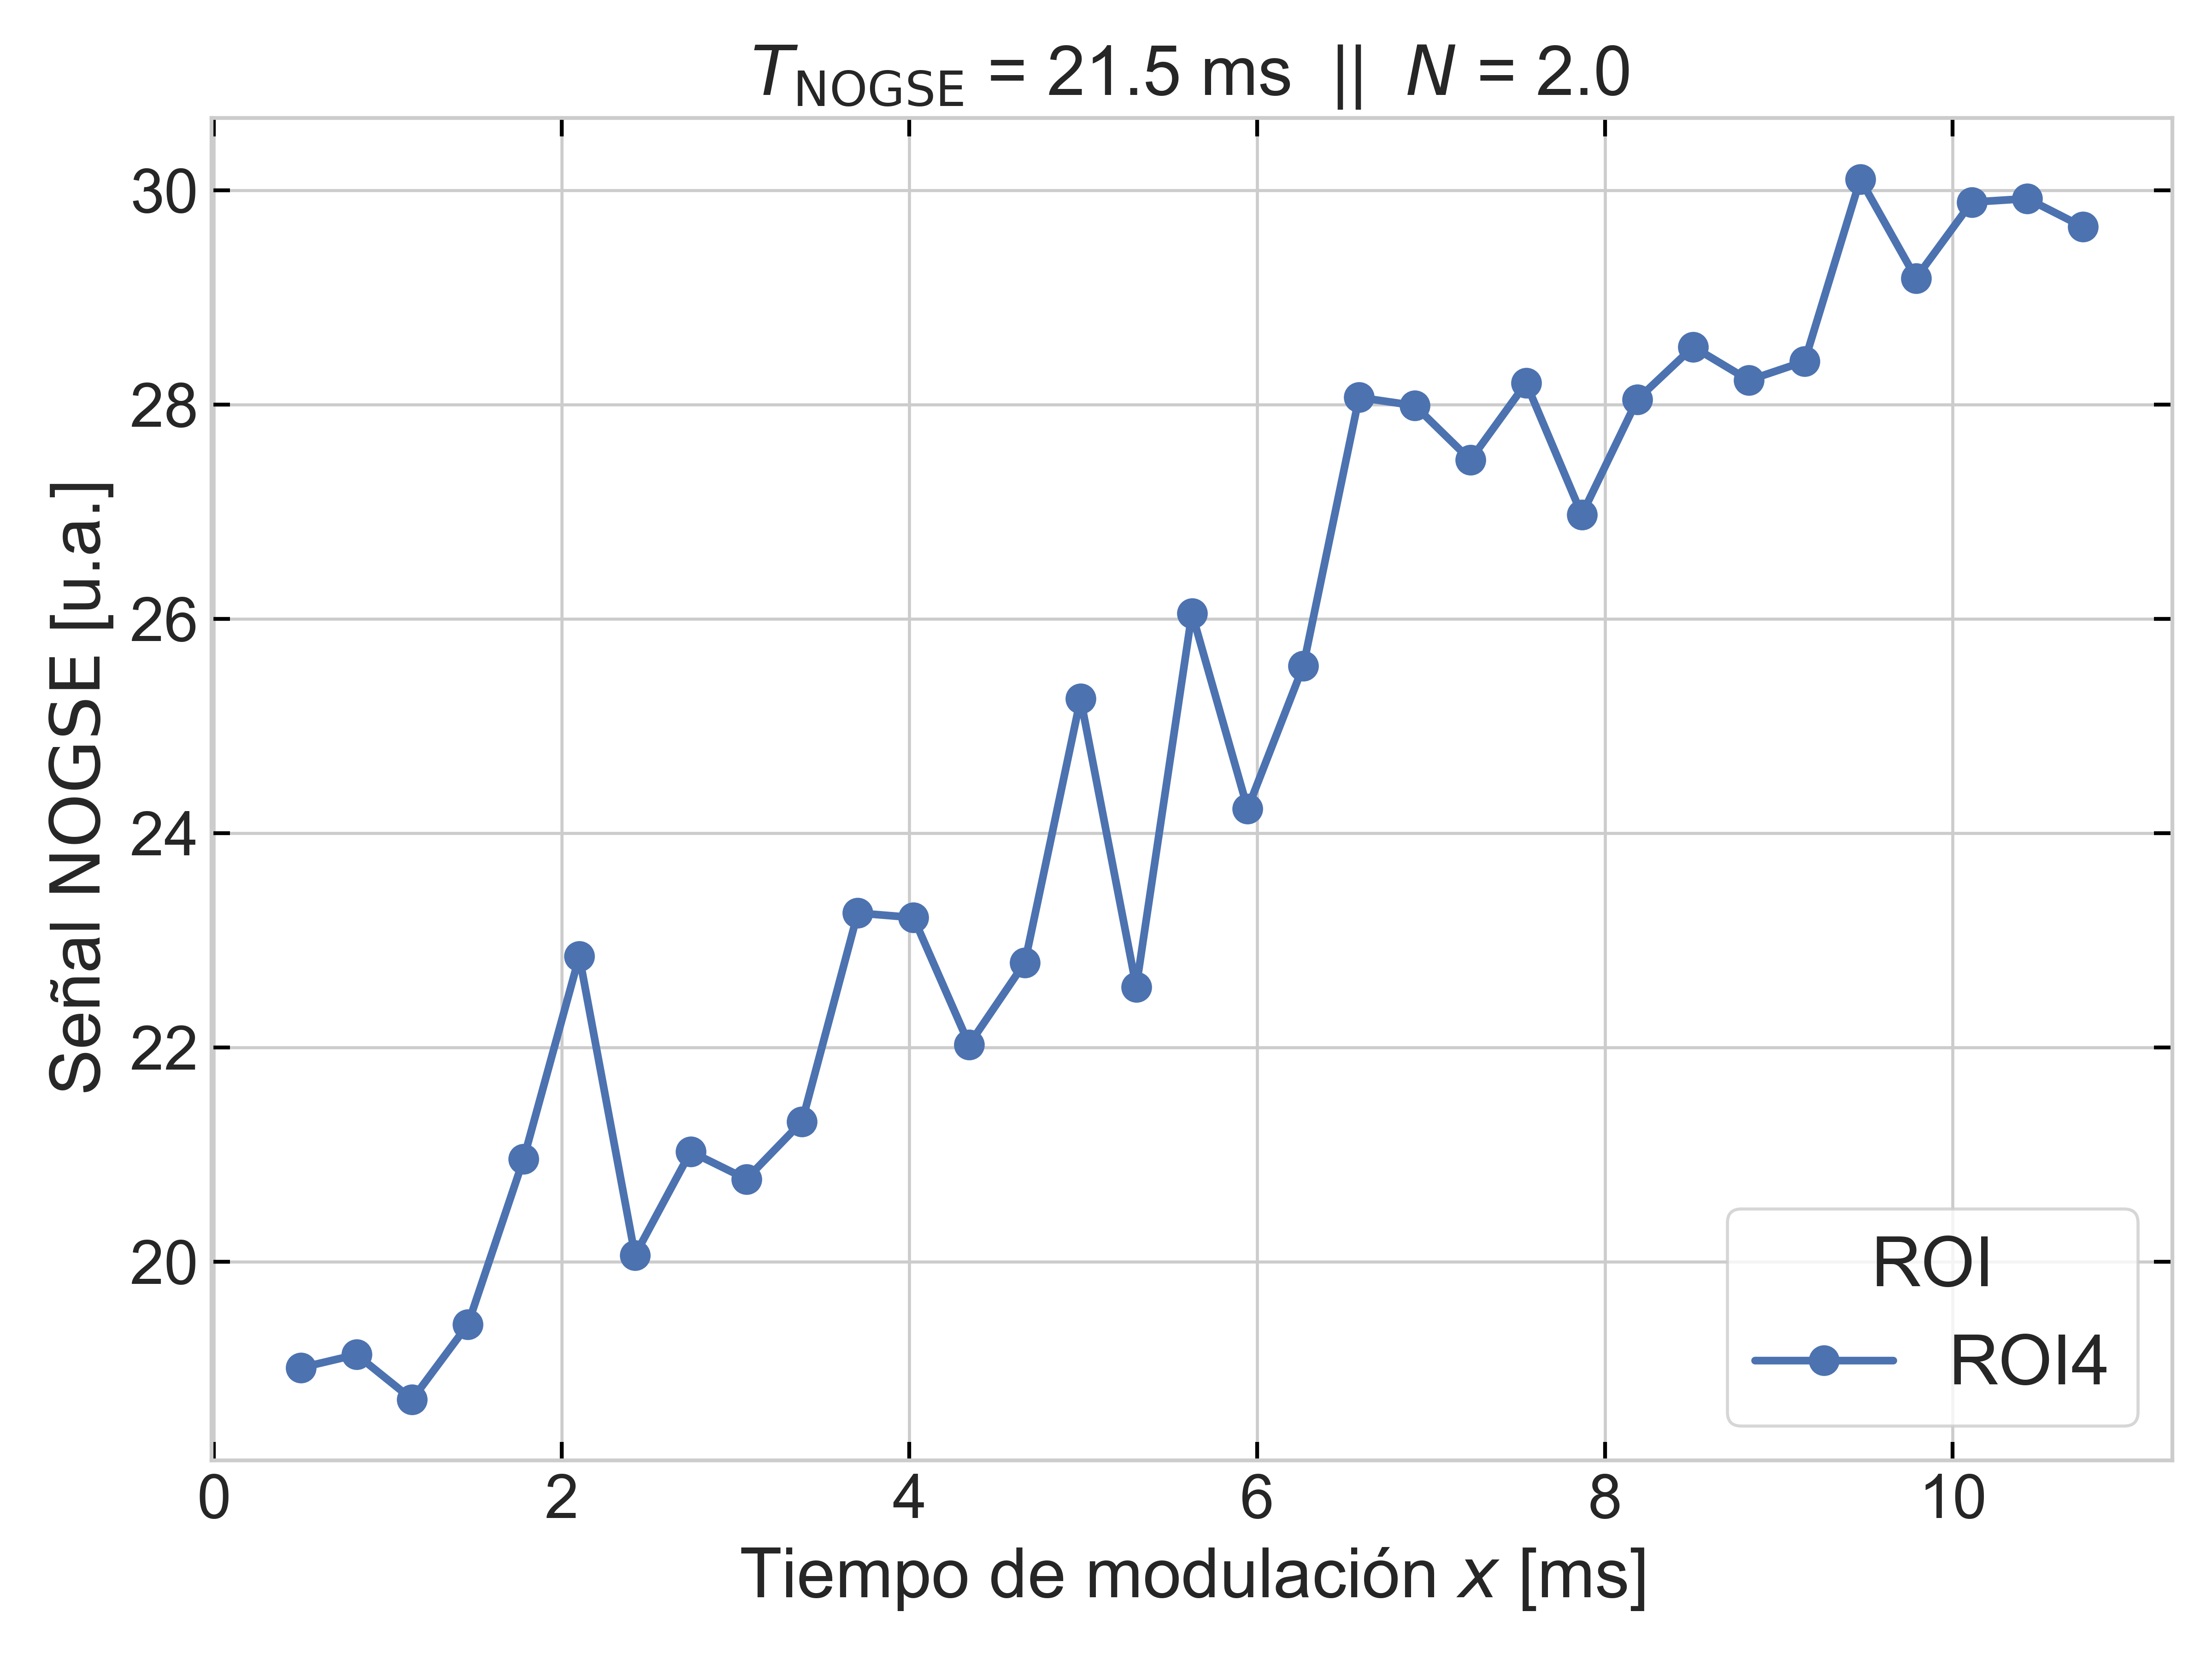 T_NOGSE = 21.5 ms || N = 2.0
Señal NOGSE [u.a.]
30
28
26
24
22
20
ROI
ROI4
0 2 4 6 8 10
Tiempo de modulación x [ms]